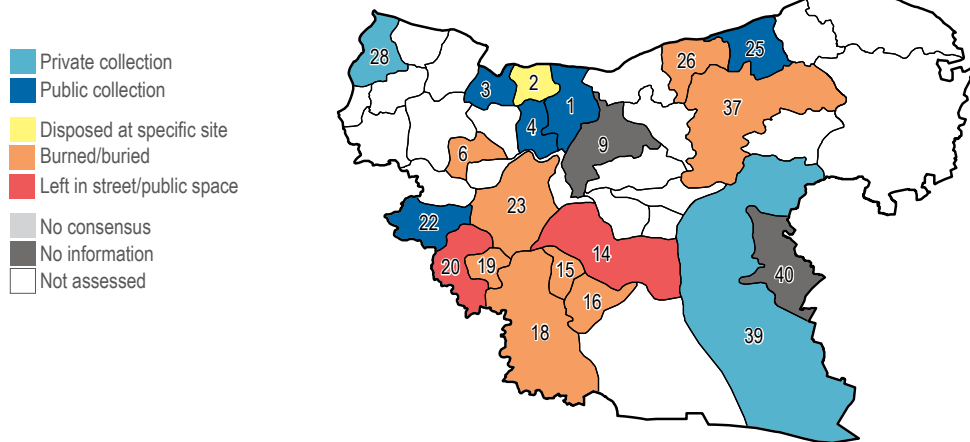 Private collection
Public collection
Disposed at specific site
Burned/buried
Left in street/public space
No consensus
No information
Not assessed
28
25
26
3
2
1
37
4
9
6
23
22
14
20
19
15
40
16
18
39